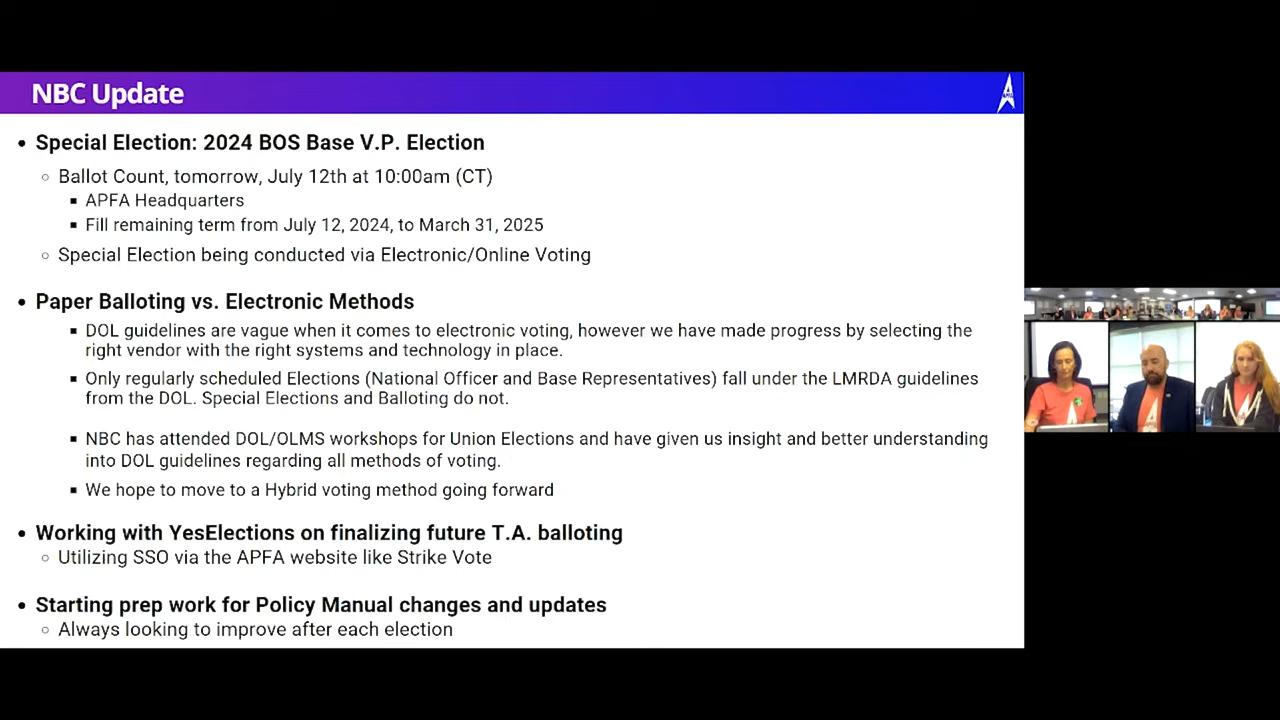 NBC Update
• Special Election: 2024 BOS Base V.P. Election
○ Ballot Count, tomorrow, July 12th at 10:00am (CT)
▪ APFA Headquarters
▪ Fill remaining term from July 12, 2024, to March 31, 2025
○ Special Election being conducted via Electronic/Online Voting
• Paper Balloting vs. Electronic Methods
▪ DOL guidelines are vague when it comes to electronic voting, however we have made progress by selecting the
right vendor with the right systems and technology in place.
▪ Only regularly scheduled Elections (National Officer and Base Representatives) fall under the LMRDA guidelines
from the DOL. Special Elections and Balloting do not.
▪ NBC has attended DOL/OLMS workshops for Union Elections and have given us insight and better understanding
into DOL guidelines regarding all methods of voting.
▪ We hope to move to a Hybrid voting method going forward
• Working with YesElections on finalizing future T.A. balloting
○ Utilizing SSO via the APFA website like Strike Vote
• Starting prep work for Policy Manual changes and updates
○ Always looking to improve after each election